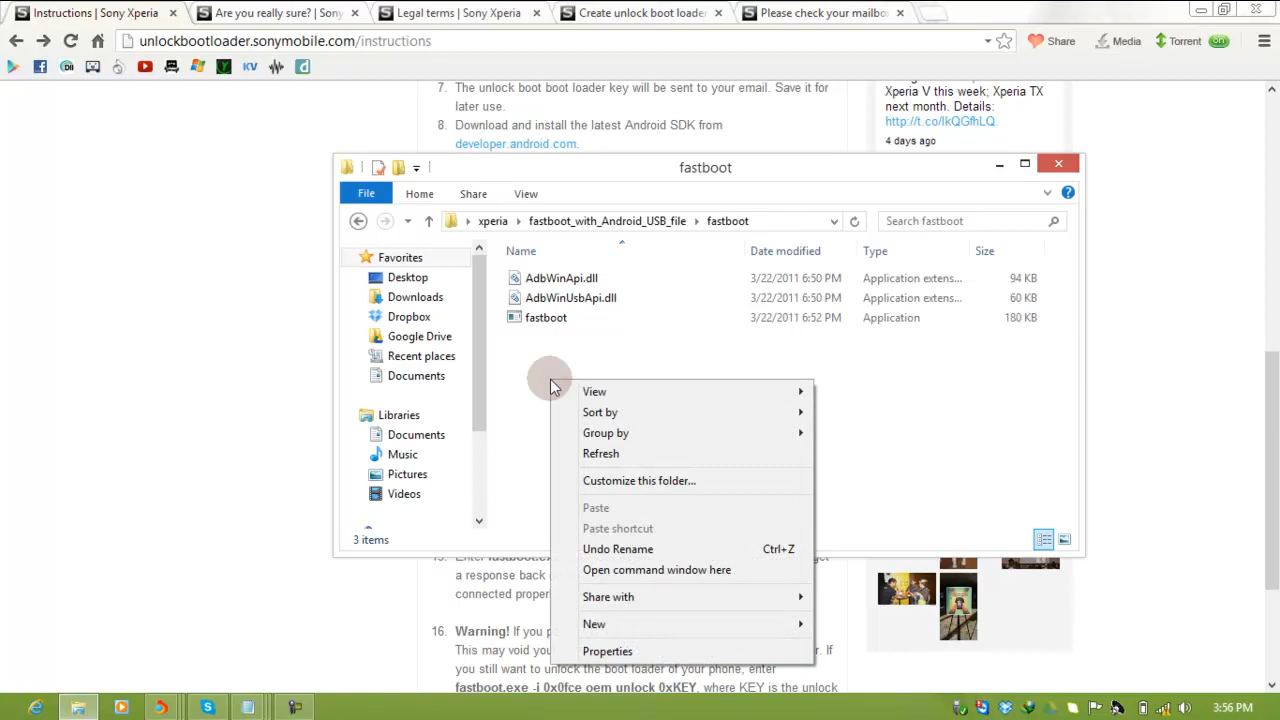 Instructions | Sony Xperia
Are you really sure? | Sony
Legal terms | Sony Xperia
Create unlock boot loader
Please check your mailbox
unlockbootloader.sonymobile.com/instructions
Share
Media
Torrent
on
KV
7. The unlock boot boot loader key will be sent to your email. Save it for
later use.
8. Download and install the latest Android SDK from
developer.android.com.
Xperia V this week; Xperia TX
next month. Details:
http://t.co/lkQGfhLQ.
4 days ago
fastboot
File
Home
Share
View
xperia
fastboot_with_Android_USB_file
fastboot
Search fastboot
Name
Date modified
Type
Size
AdbWinApi.dll
3/22/2011 6:50 PM
Application extens...
94 KB
AdbWinUsbApi.dll
3/22/2011 6:50 PM
Application extens...
60 KB
fastboot
3/22/2011 6:52 PM
Application
180 KB
Favorites
Desktop
Downloads
Dropbox
Google Drive
Recent places
Documents
Libraries
Documents
Music
Pictures
Videos
3 items
View
Sort by
Group by
Refresh
Customize this folder...
Paste
Paste shortcut
Undo Rename
Ctrl+Z
Open command window here
Share with
New
Properties
a response back
connected proper
16. Warning! If you p
This may void you
r. If
you still want to unlock the boot loader of your phone, enter
fastboot.exe -i 0x0fce oem unlock 0xKEY, where KEY is the unlock
3:56 PM